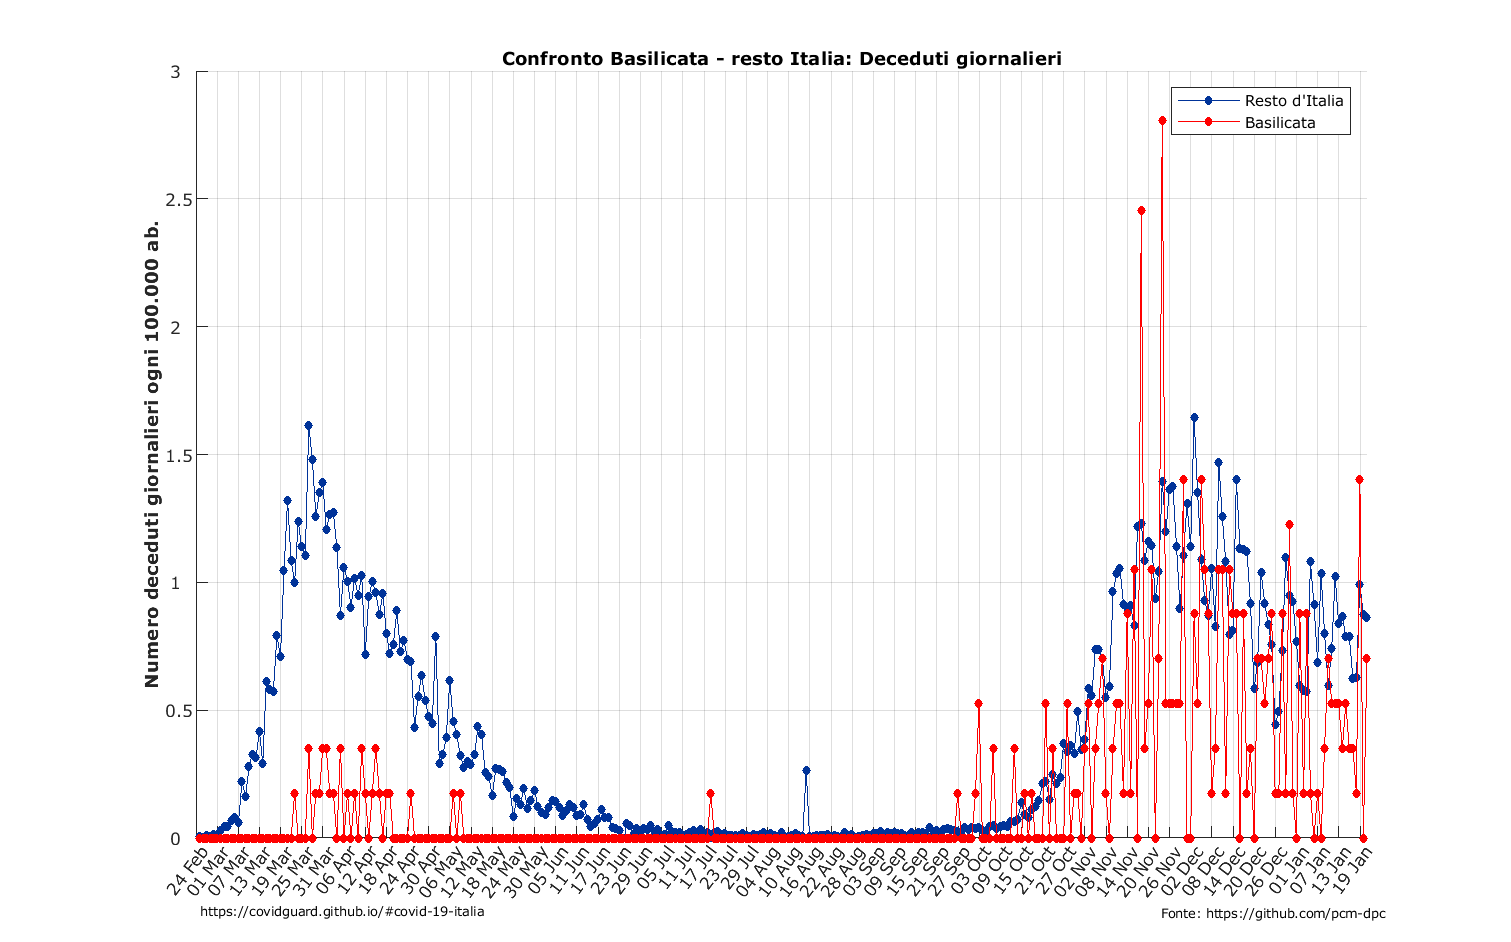 Confronto Basilicata - resto Italia: Deceduti giornalieri
Resto d'Italia
Basilicata
Numero deceduti giornalieri ogni 100.000 ab.
3
2.5
2
1.5
1
0.5
0
24 Feb
01 Mar
07 Mar
13 Mar
19 Mar
25 Mar
31 Mar
06 Apr
12 Apr
18 Apr
24 Apr
30 Apr
06 May
12 May
18 May
24 May
30 May
05 Jun
11 Jun
17 Jun
23 Jun
29 Jun
05 Jul
11 Jul
17 Jul
23 Jul
29 Jul
04 Aug
10 Aug
16 Aug
22 Aug
28 Aug
03 Sep
09 Sep
15 Sep
21 Sep
27 Sep
03 Oct
09 Oct
15 Oct
21 Oct
27 Oct
02 Nov
08 Nov
14 Nov
20 Nov
26 Nov
02 Dec
08 Dec
14 Dec
20 Dec
26 Dec
01 Jan
07 Jan
13 Jan
19 Jan
https://covidguard.github.io/#covid-19-italia
Fonte: https://github.com/pcm-dpc